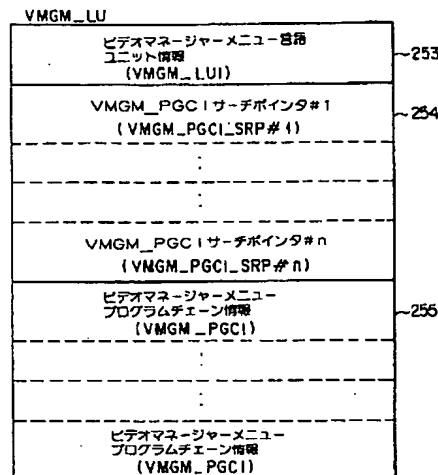 VMGM_LU
ビデオマネージャーメニュー言語
ユニット情報
(VMGM_LUI)
253
VMGM_PGCIサーチポインタ#1
(VMGM_PGCI_SRP#1)
254
VMGM_PGCIサーチポインタ#n
(VMGM_PGCI_SRP#n)
ビデオマネージャーメニュー
プログラムチェーン情報
(VMGM_PGCI)
255
ビデオマネージャーメニュー
プログラムチェーン情報
(VMGM_PGCI)